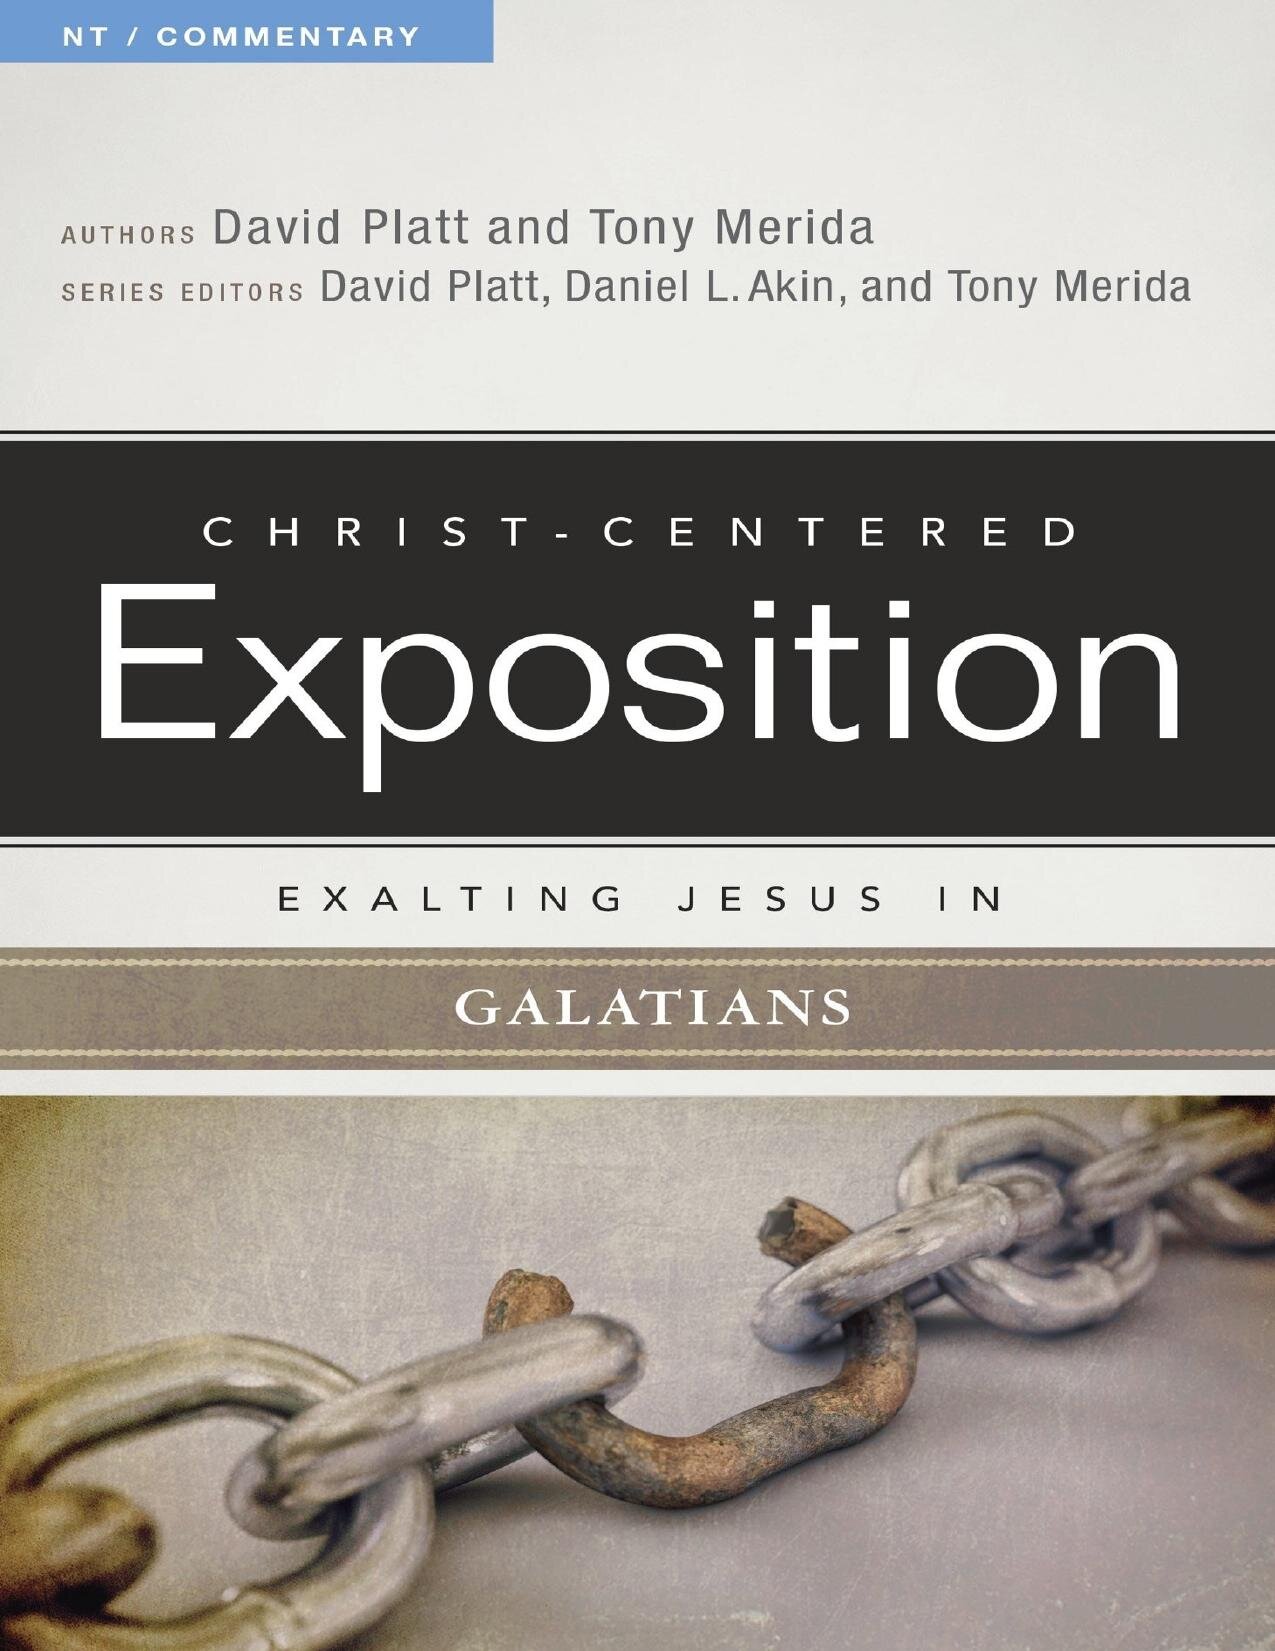 NT / COMMENTARY
AUTHORS David Platt and Tony Merida
SERIES EDITORS David Platt, Daniel L. Akin, and Tony Merida
CHRIST-CENTERED
Exposition
EXALTING JESUS IN
GALATIANS